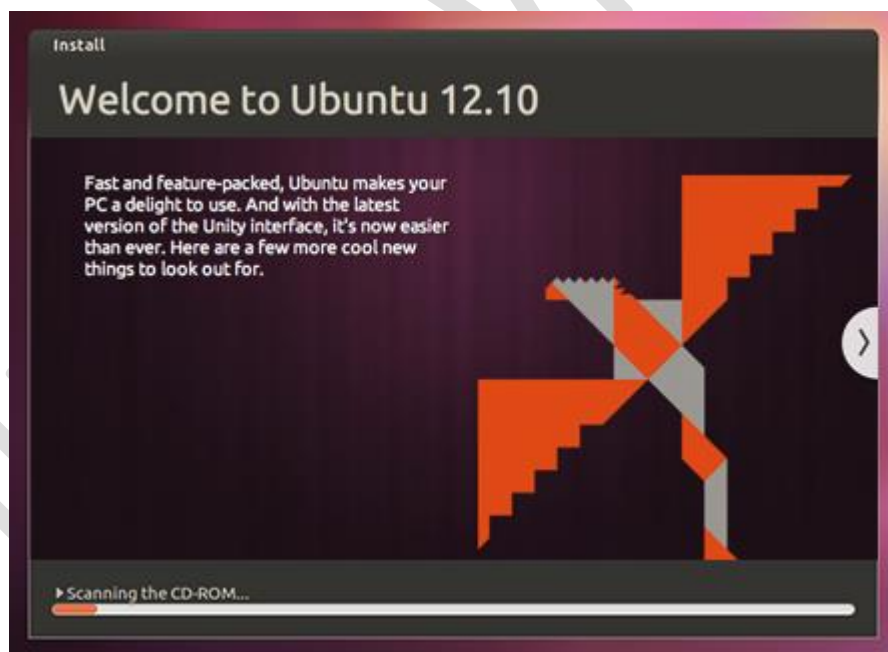 Install
Welcome to Ubuntu 12.10
Fast and feature-packed, Ubuntu makes your
PC a delight to use. And with the latest
version of the Unity interface, it's now easier
than ever. Here are a few more cool new
things to look out for.
Scanning the CD-ROM...